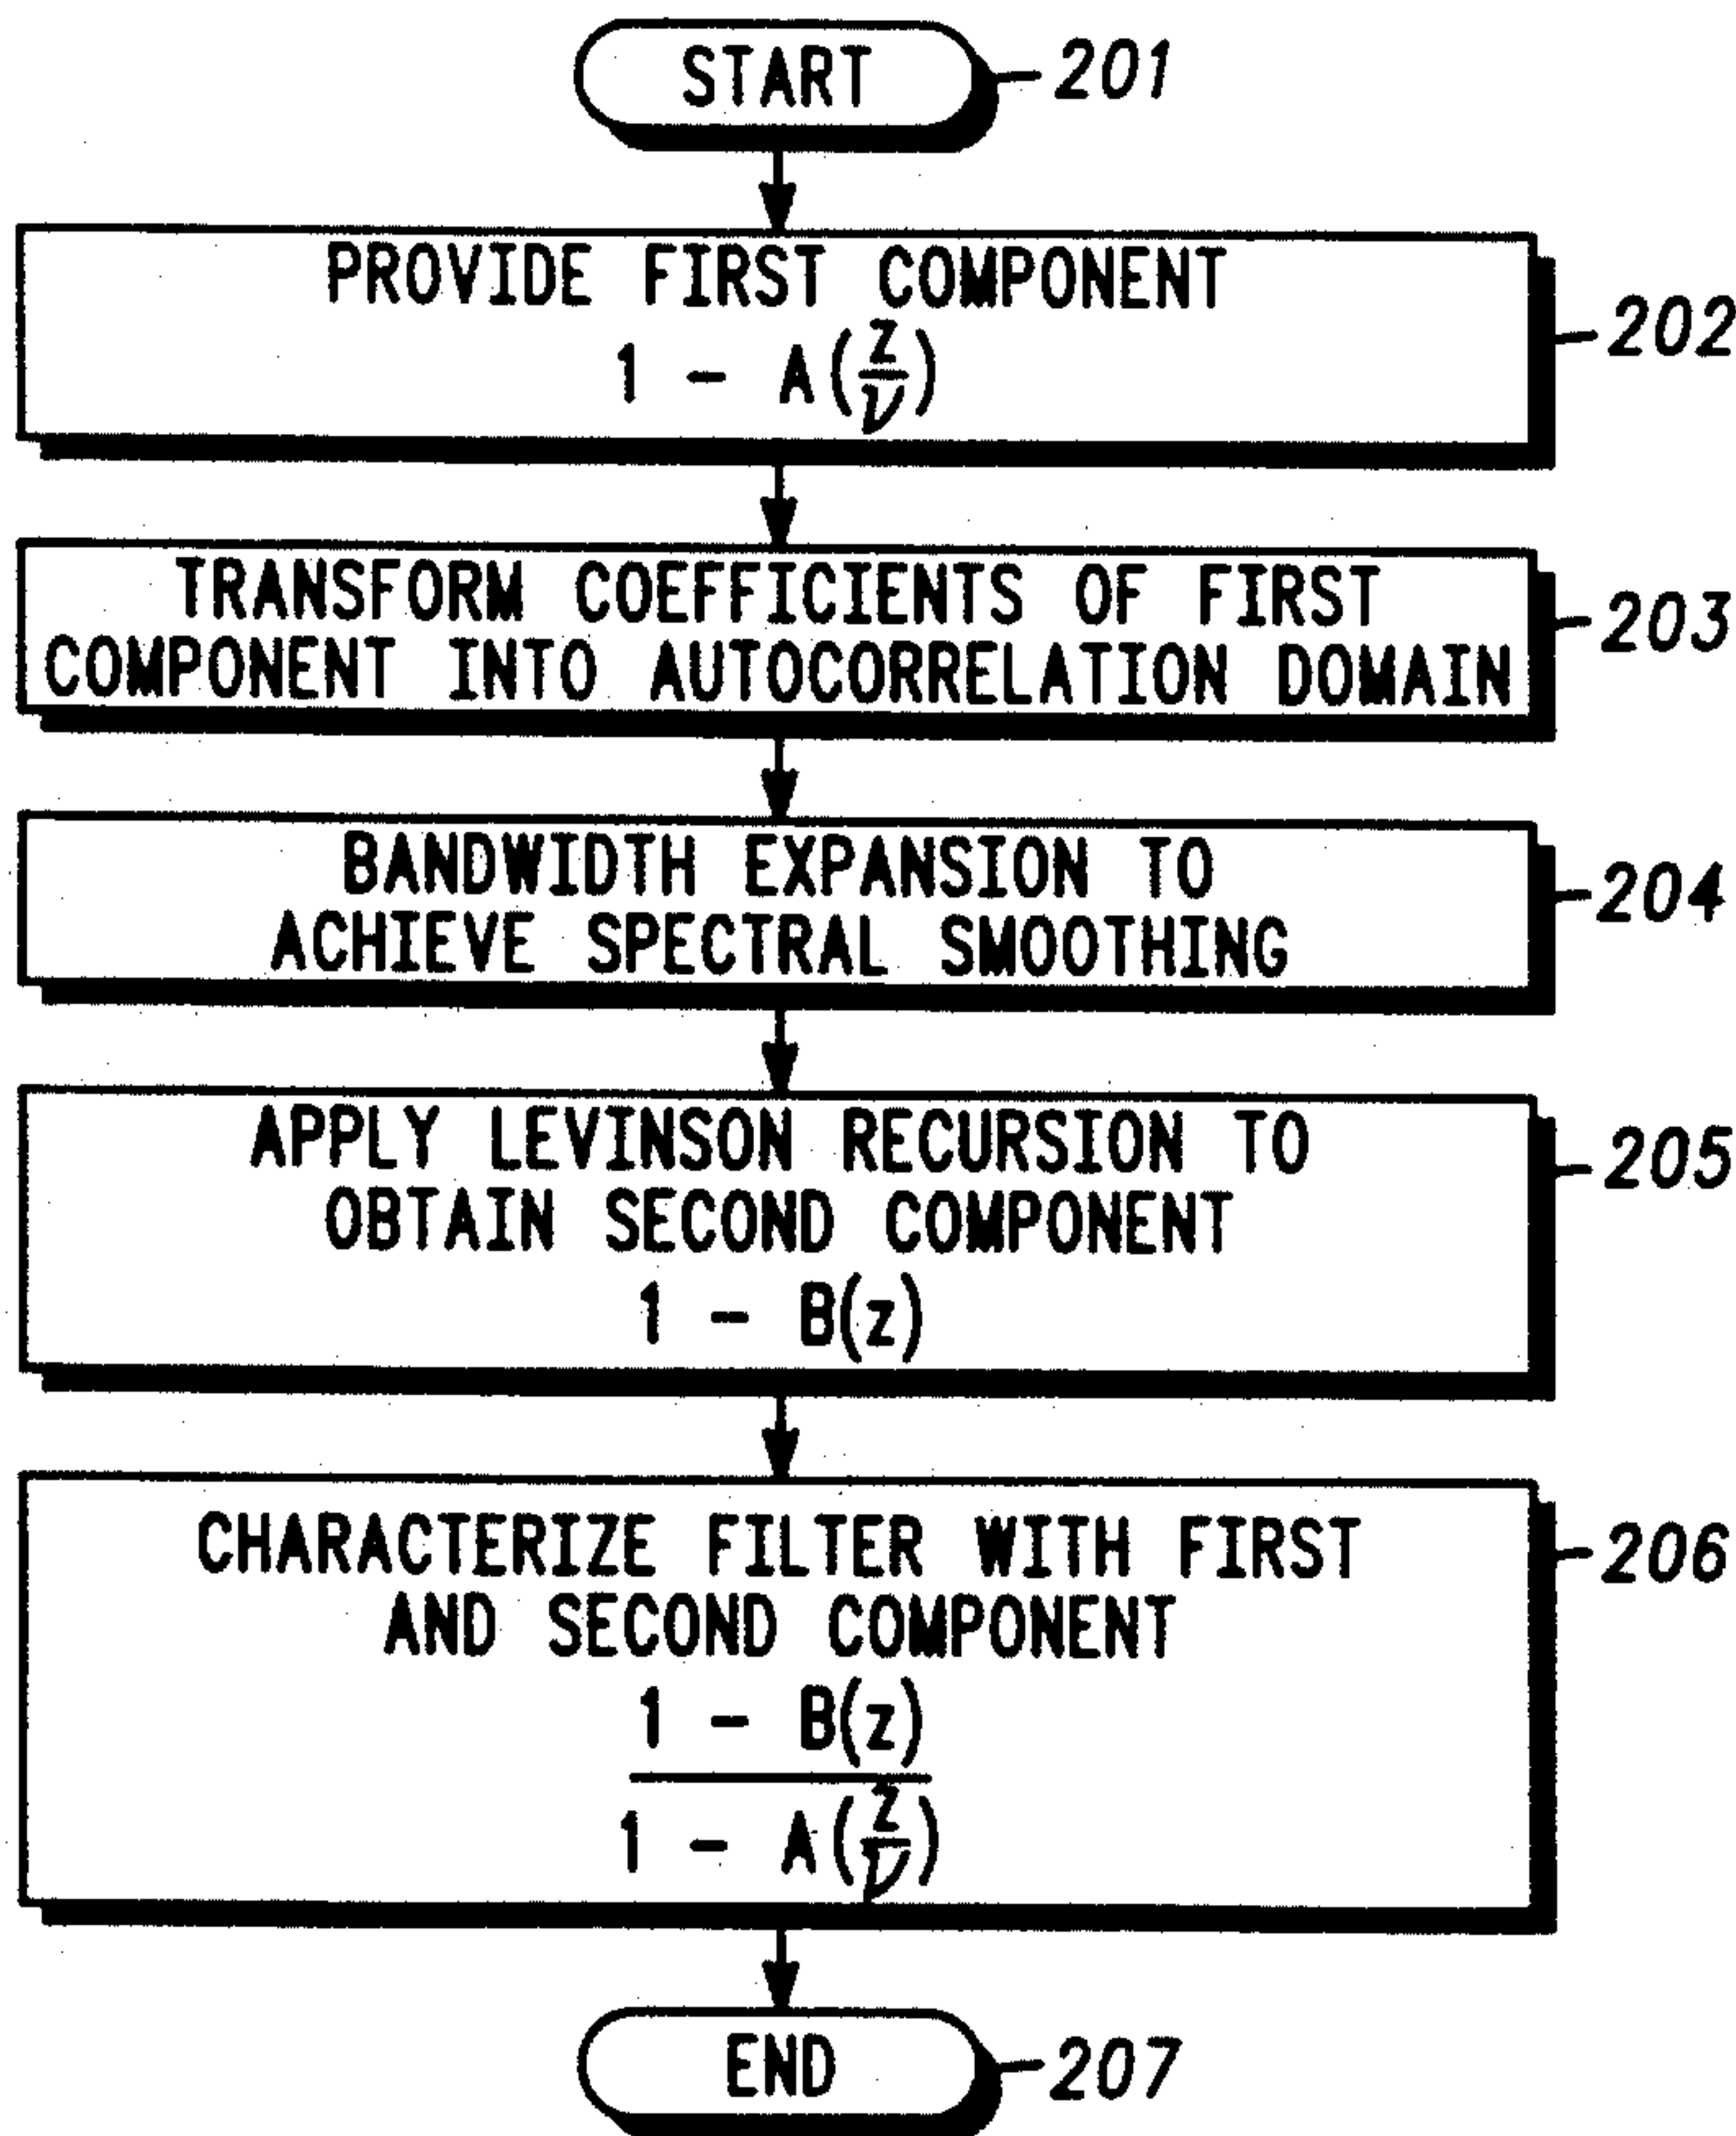 START
201
PROVIDE FIRST COMPONENT
1 - A(z/ν)
202
TRANSFORM COEFFICIENTS OF FIRST
COMPONENT INTO AUTOCORRELATION DOMAIN
203
BANDWIDTH EXPANSION TO
ACHIEVE SPECTRAL SMOOTHING
204
APPLY LEVINSON RECURSION TO
OBTAIN SECOND COMPONENT
1 - B(z)
205
CHARACTERIZE FILTER WITH FIRST
AND SECOND COMPONENT
1 - B(z)
1 - A(z/ν)
206
END
207